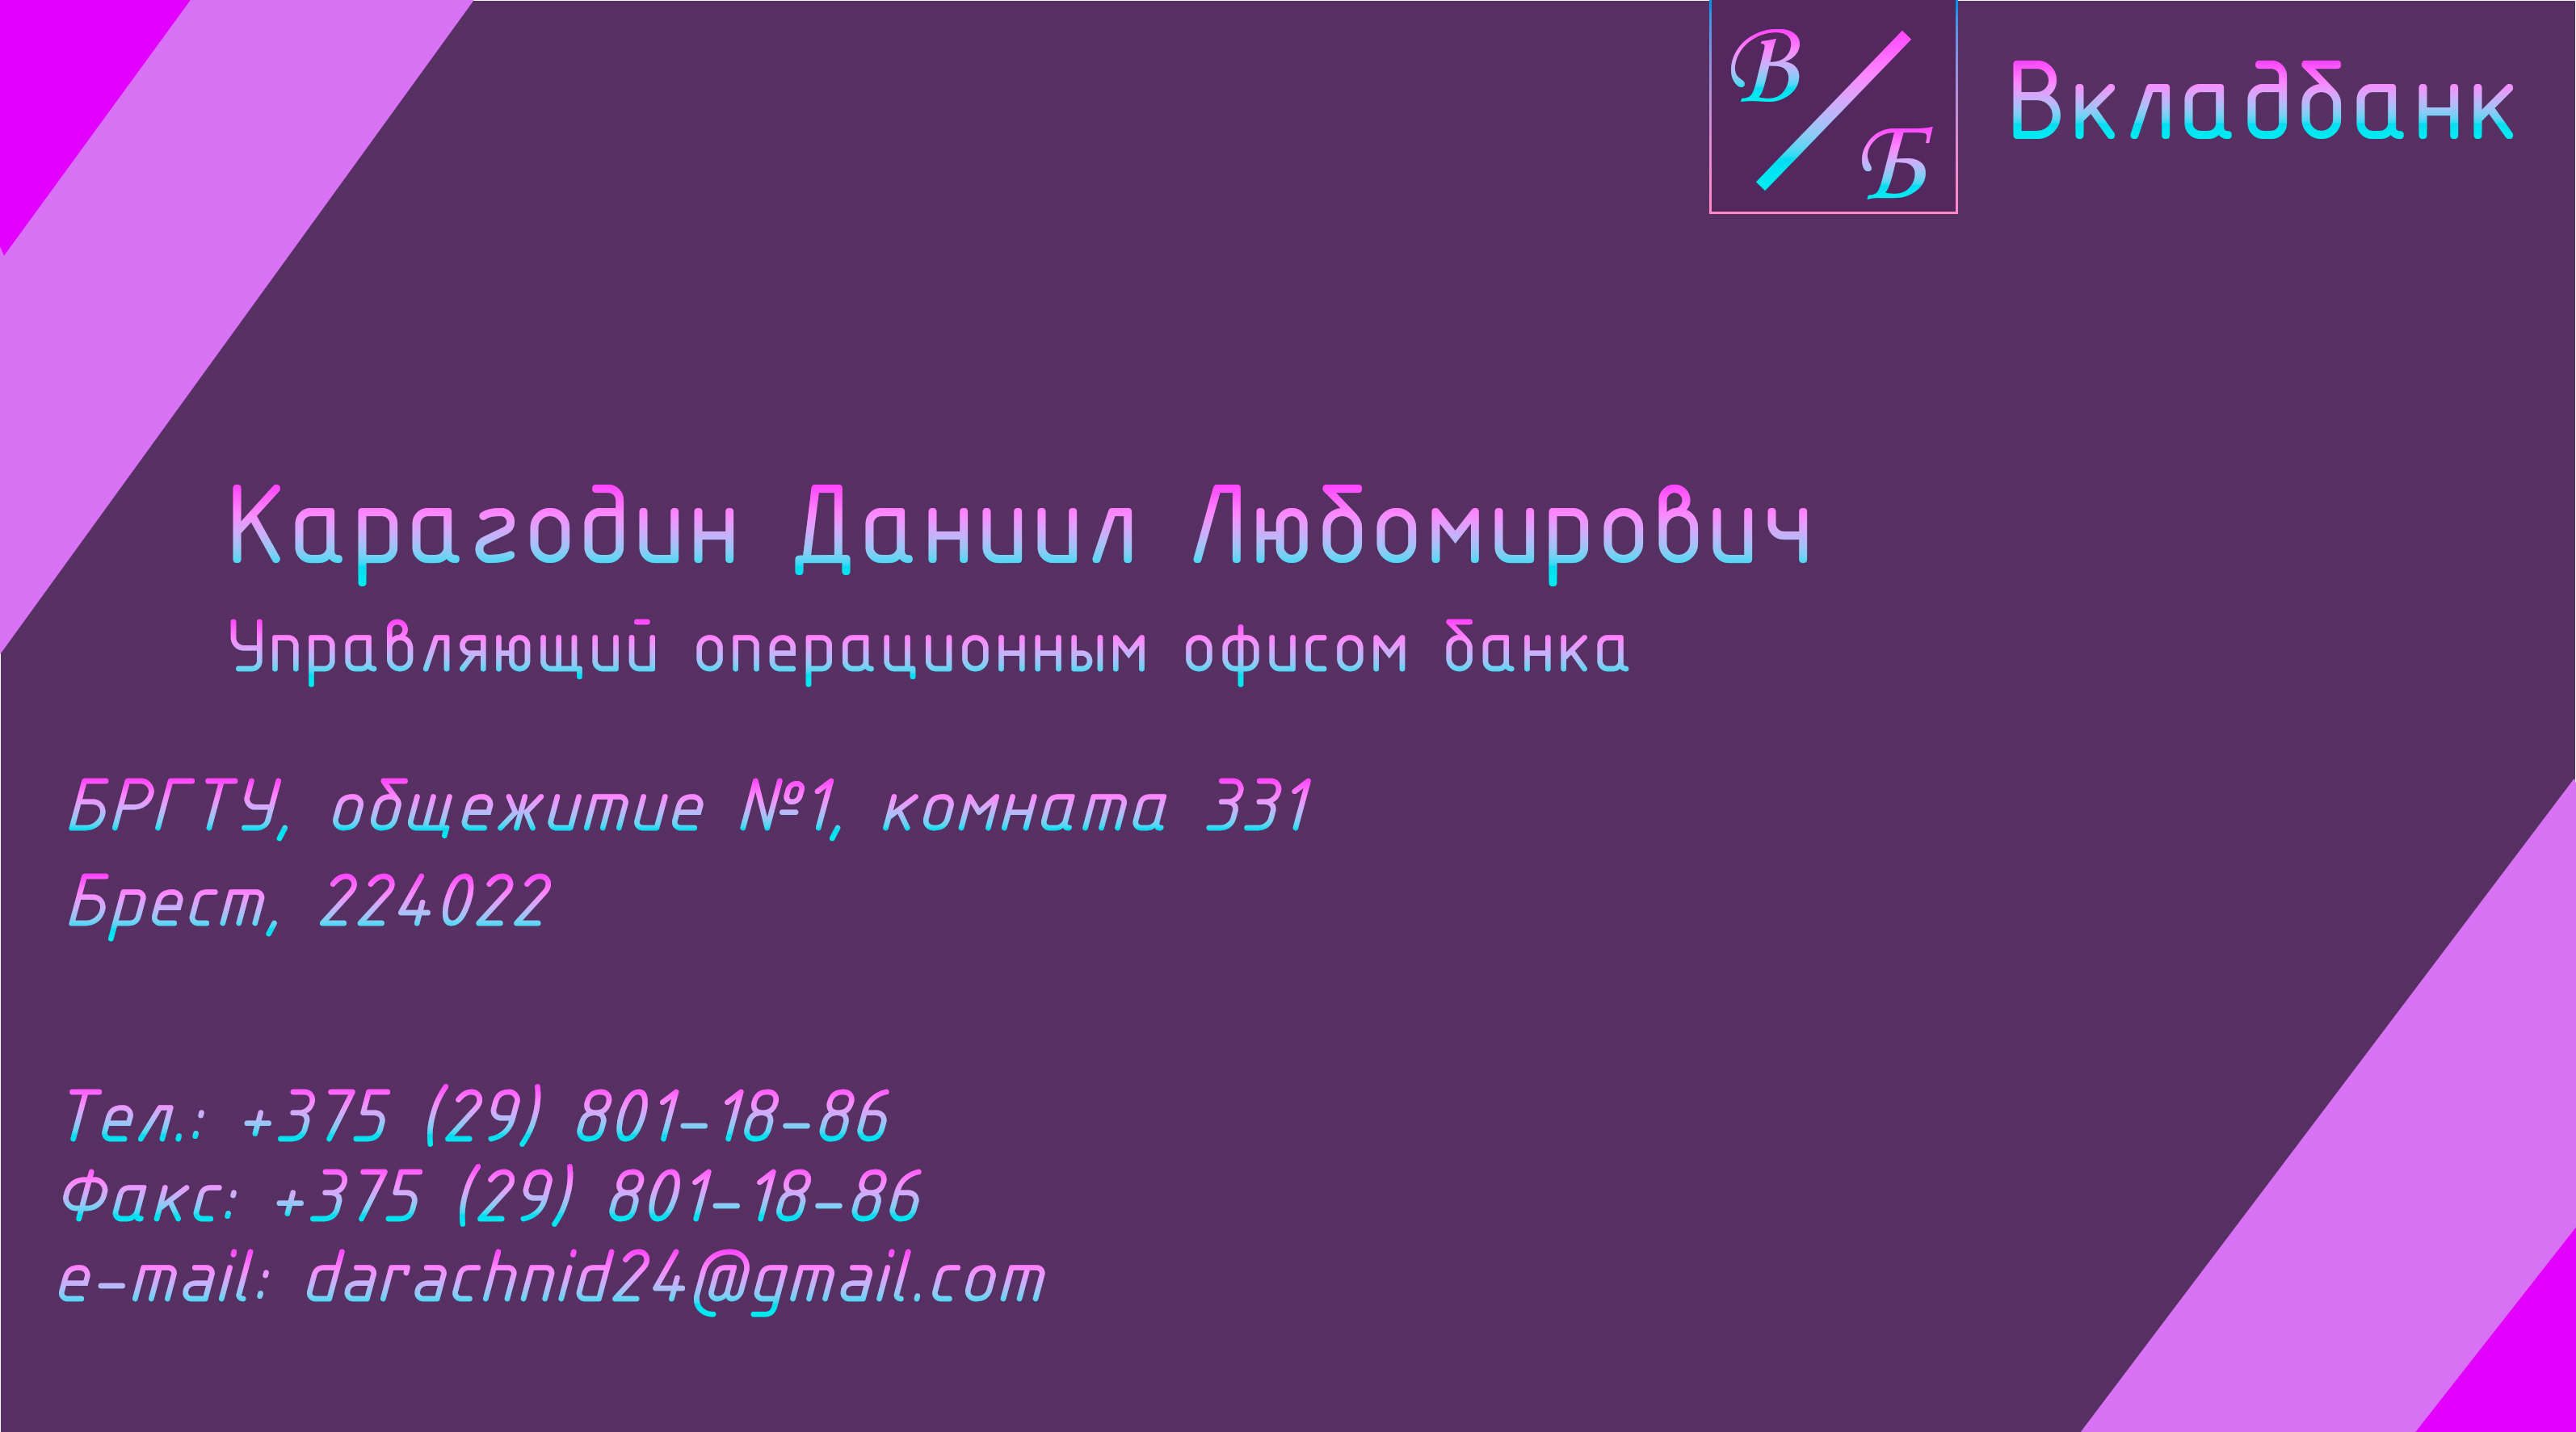 В/Б Вкладбанк
Карагодин Даниил Любомирович
Управляющий операционным офисом банка
БРГТУ, общежитие №1, комната 331
Брест, 224022
Тел.: +375 (29) 801-18-86
Факс: +375 (29) 801-18-86
e-mail: darachnid24@gmail.com